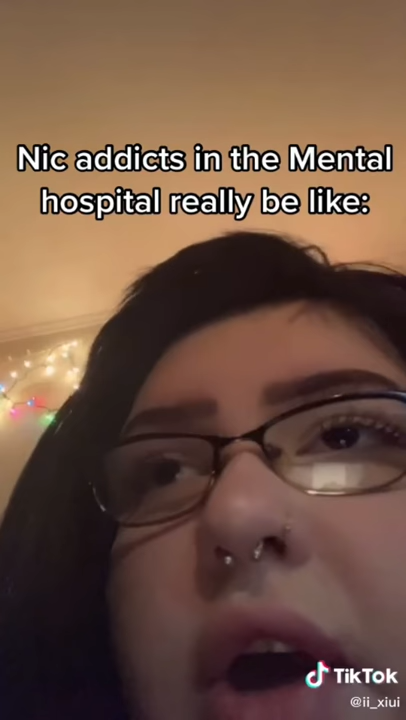 Nic addicts in the Mental
hospital really be like:
TikTok
@ii_xiui